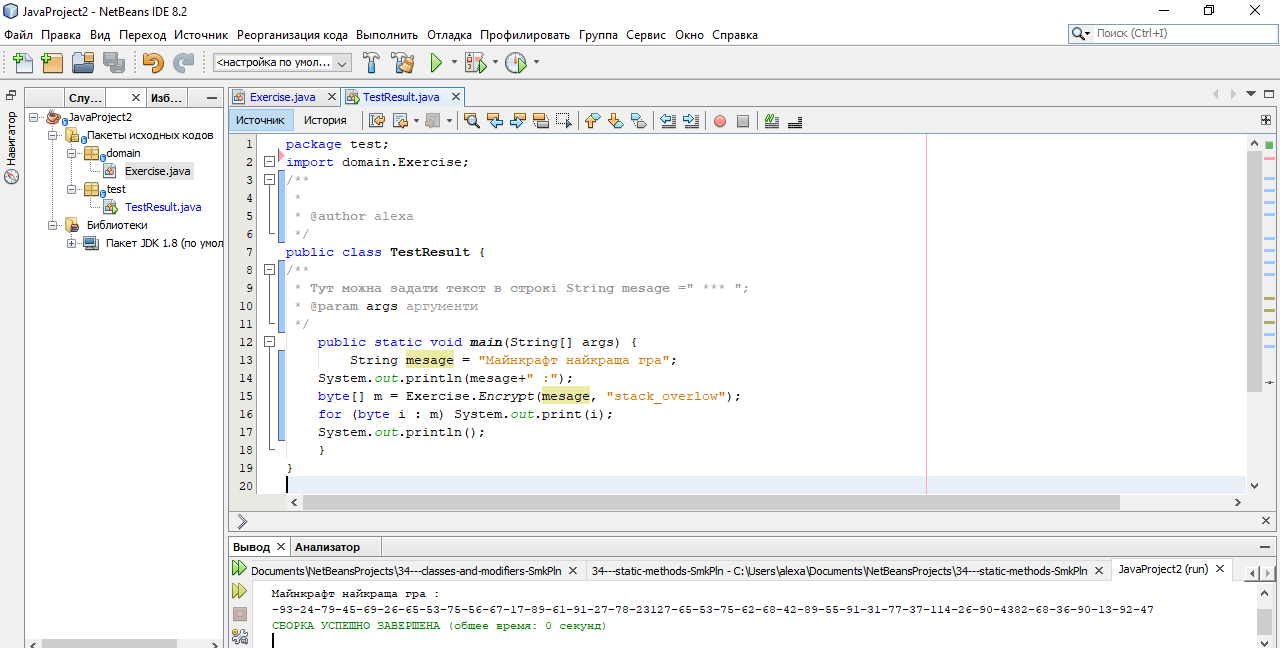 JavaProject2 - NetBeans IDE 8.2
Файл Правка Вид Переход Источник Реорганизация кода Выполнить Отладка Профилировать Группа Сервис Окно Справка
Поиск (Ctrl+I)
<настройка по умол...
Слу... Изб...
Навигатор
JavaProject2
Пакеты исходных кодов
domain
Exercise.java
test
TestResult.java
Библиотеки
Пакет JDK 1.8 (по умол
Exercise.java TestResult.java
Источник История
1 package test;
2 import domain.Exercise;
3 /**
4 *
5 * @author alexa
6 */
7 public class TestResult {
8 /**
9 * Тут можна задати текст в строкі String mesage =" *** ";
10 * @param args аргументи
11 */
12 public static void main(String[] args) {
13 String mesage = "Майнкрафт найкраща гра";
14 System.out.println(mesage+" :");
15 byte[] m = Exercise.Encrypt(mesage, "stack_overlow");
16 for (byte i : m) System.out.print(i);
17 System.out.println();
18 }
19 }
20
Вывод Анализатор
Documents\NetBeansProjects\34---classes-and-modifiers-SmkPln 34---static-methods-SmkPln - C:\Users\alexa\Documents\NetBeansProjects\34---static-methods-SmkPln JavaProject2 (run)
Майнкрафт найкраща гра :
-93-24-79-45-69-26-65-53-75-56-67-17-89-61-91-27-78-23127-65-53-75-62-68-42-89-55-91-31-77-37-114-26-90-4382-68-36-90-13-92-47
СБОРКА УСПЕШНО ЗАВЕРШЕНА (общее время: 0 секунд)